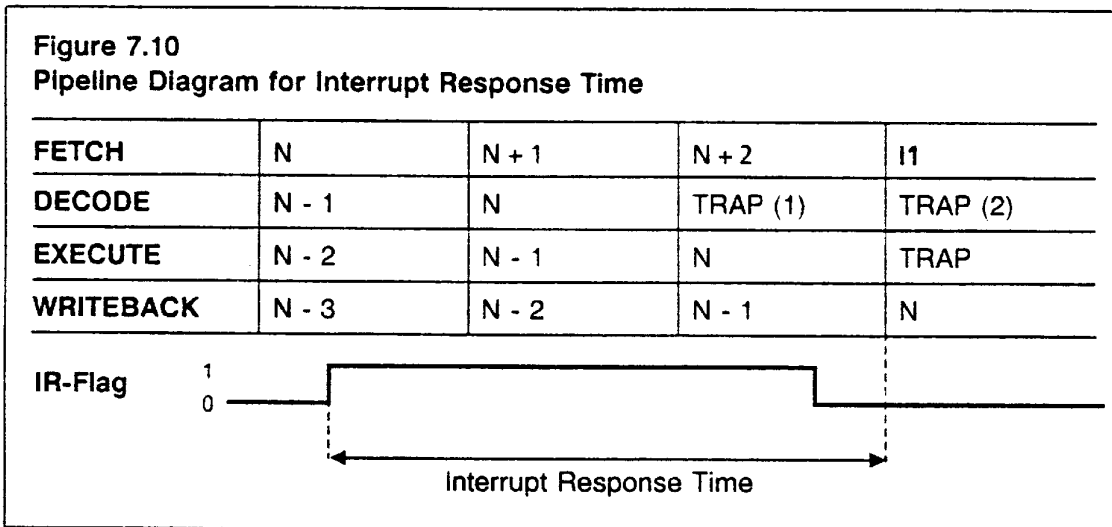 Figure 7.10
Pipeline Diagram for Interrupt Response Time
FETCH N N + 1 N + 2 I1
DECODE N - 1 N TRAP (1) TRAP (2)
EXECUTE N - 2 N - 1 N TRAP
WRITEBACK N - 3 N - 2 N - 1 N
IR-Flag 1
0
Interrupt Response Time